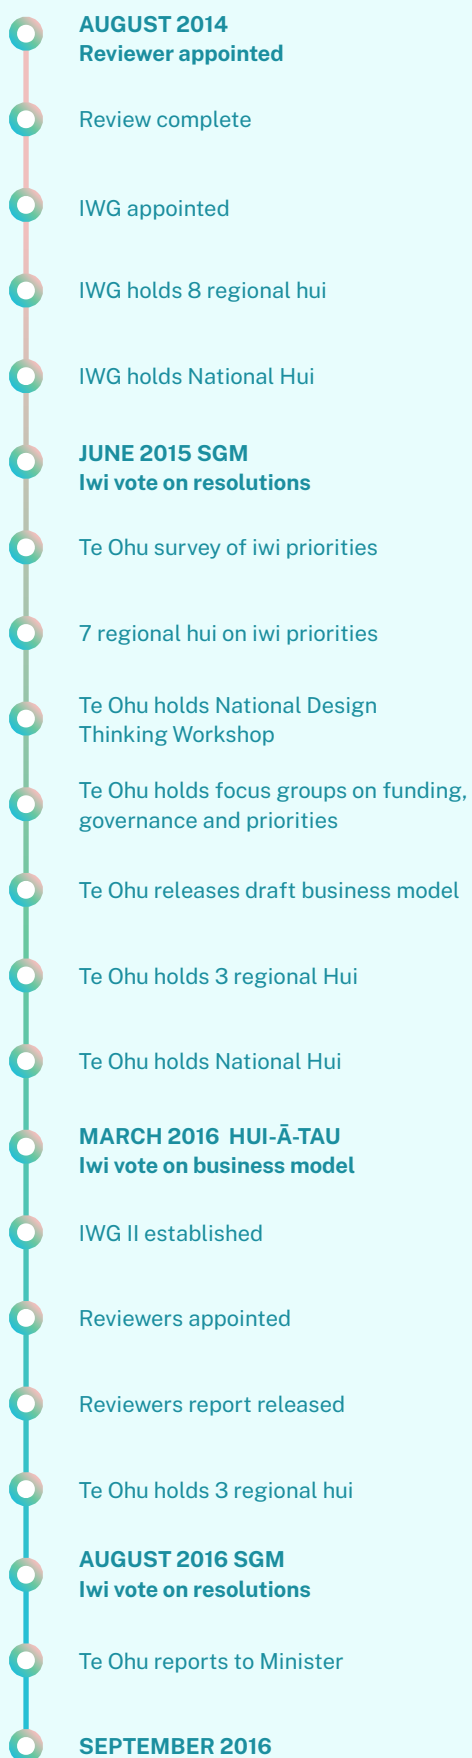 AUGUST 2014
Reviewer appointed
Review complete
IWG appointed
IWG holds 8 regional hui
IWG holds National Hui
JUNE 2015 SGM
Iwi vote on resolutions
Te Ohu survey of iwi priorities
7 regional hui on iwi priorities
Te Ohu holds National Design
Thinking Workshop
Te Ohu holds focus groups on funding,
governance and priorities
Te Ohu releases draft business model
Te Ohu holds 3 regional Hui
Te Ohu holds National Hui
MARCH 2016 HUI-Ā-TAU
Iwi vote on business model
IWG II established
Reviewers appointed
Reviewers report released
Te Ohu holds 3 regional hui
AUGUST 2016 SGM
Iwi vote on resolutions
Te Ohu reports to Minister
SEPTEMBER 2016